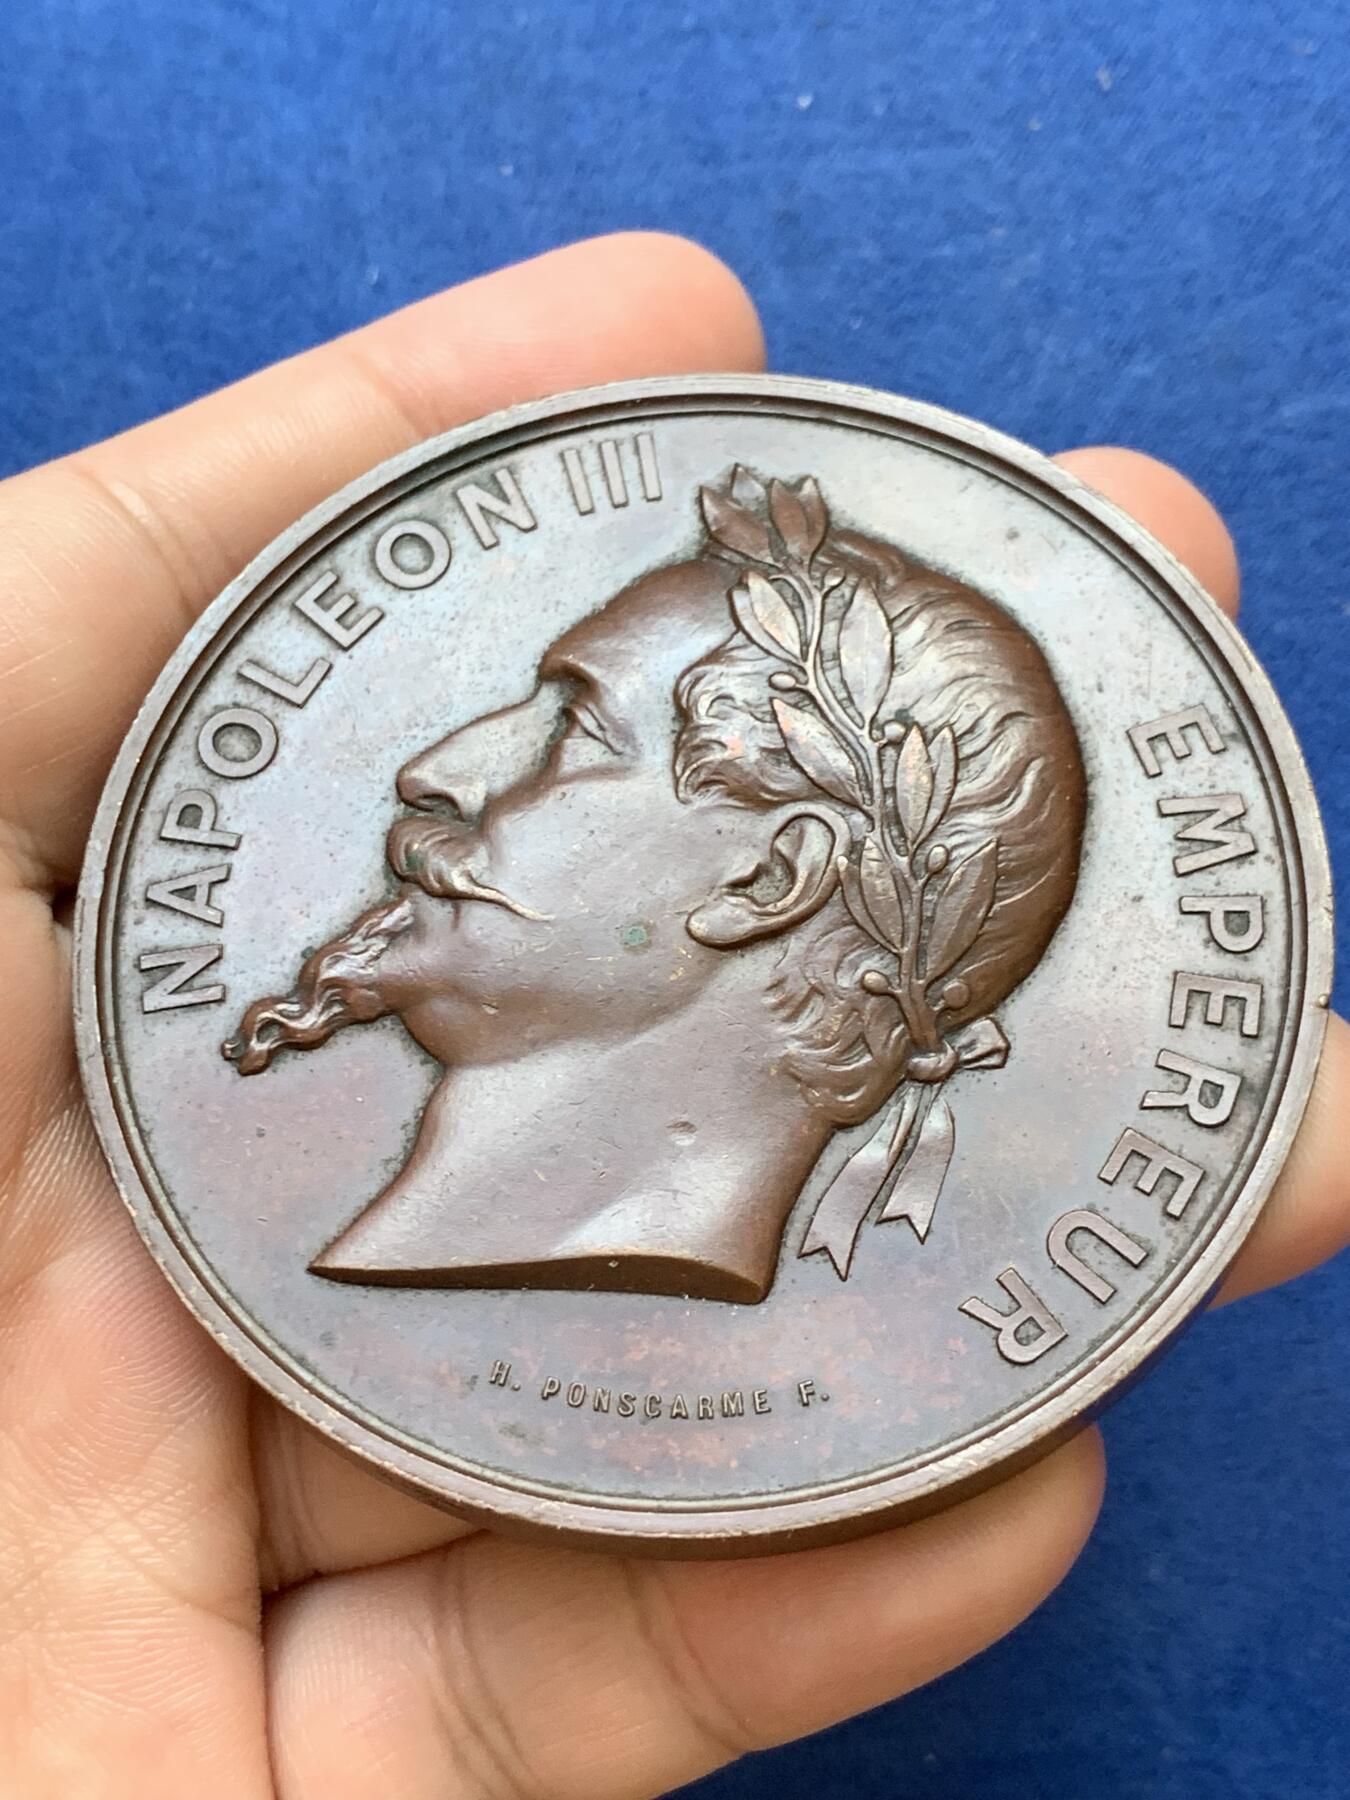 NAPOLEON III
EMPEREUR
H. PONSCARME F.